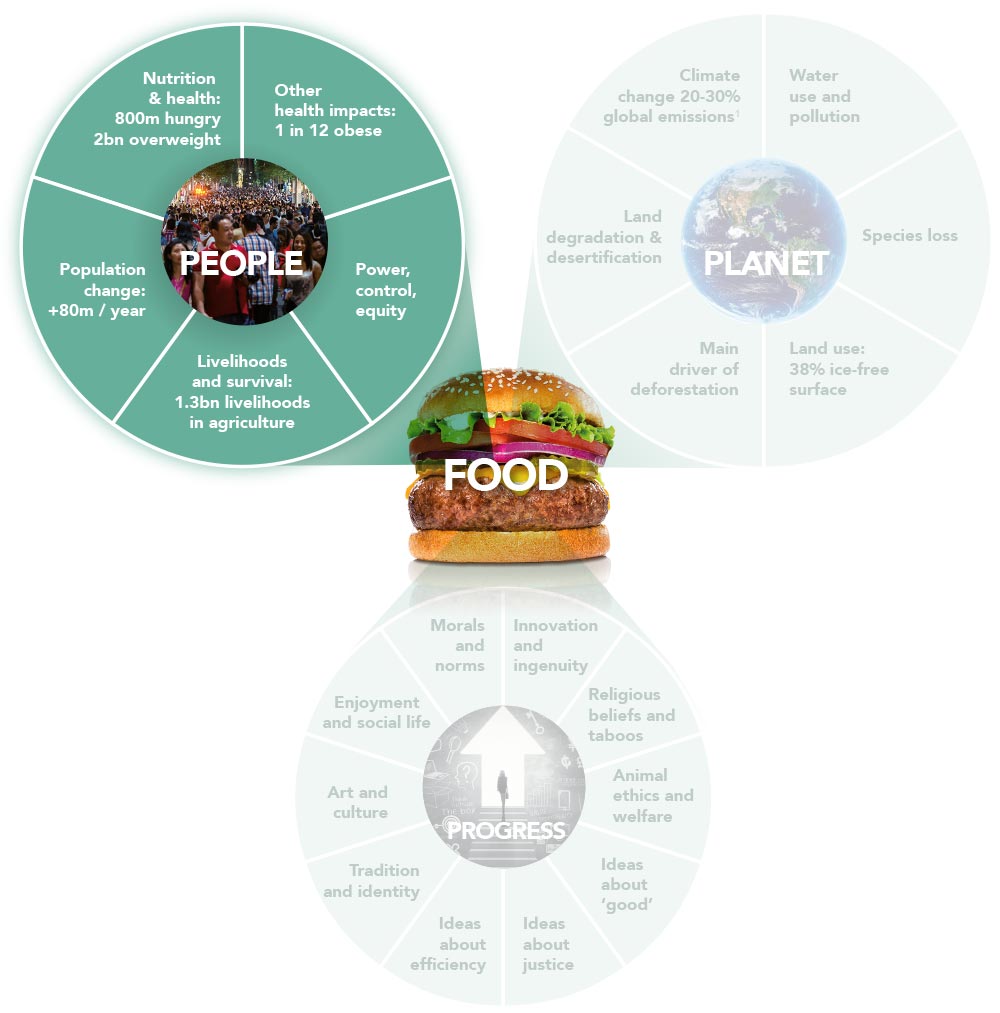 Nutrition
& health:
800m hungry
2bn overweight
Other
health impacts:
1 in 12 obese
Power,
control,
equity
Livelihoods
and survival:
1.3bn livelihoods
in agriculture
Population
change:
+80m / year
PEOPLE
Climate
change 20-30%
global emissions¹
Water
use and
pollution
Species loss
Land use:
38% ice-free
surface
Main
driver of
deforestation
Land
degradation &
desertification
PLANET
FOOD
Morals
and
norms
Innovation
and
ingenuity
Religious
beliefs and
taboos
Animal
ethics and
welfare
Ideas
about
‘good’
Ideas
about
justice
Ideas
about
efficiency
Tradition
and identity
Art and
culture
Enjoyment
and social life
PROGRESS